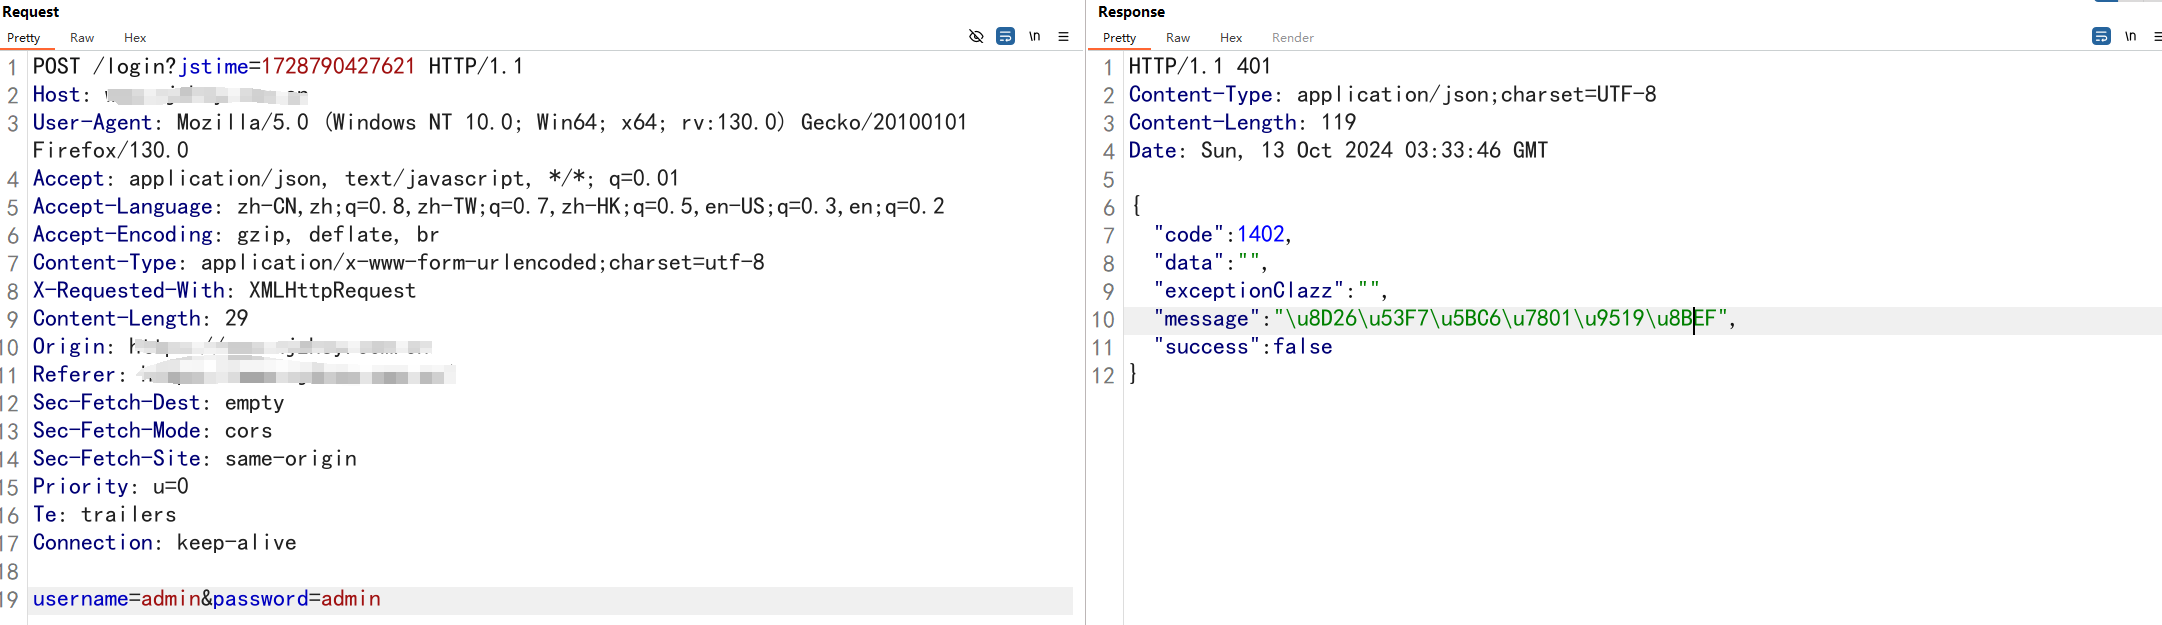 Request
Pretty Raw Hex
\n
1 POST /login?jstime=1728790427621 HTTP/1.1
2 Host:
3 User-Agent: Mozilla/5.0 (Windows NT 10.0; Win64; x64; rv:130.0) Gecko/20100101
Firefox/130.0
4 Accept: application/json, text/javascript, */*; q=0.01
5 Accept-Language: zh-CN,zh;q=0.8,zh-TW;q=0.7,zh-HK;q=0.5,en-US;q=0.3,en;q=0.2
6 Accept-Encoding: gzip, deflate, br
7 Content-Type: application/x-www-form-urlencoded;charset=utf-8
8 X-Requested-With: XMLHttpRequest
9 Content-Length: 29
10 Origin:
11 Referer:
12 Sec-Fetch-Dest: empty
13 Sec-Fetch-Mode: cors
14 Sec-Fetch-Site: same-origin
15 Priority: u=0
16 Te: trailers
17 Connection: keep-alive
18
19 username=admin&password=admin
Response
Pretty Raw Hex Render
\n
1 HTTP/1.1 401
2 Content-Type: application/json;charset=UTF-8
3 Content-Length: 119
4 Date: Sun, 13 Oct 2024 03:33:46 GMT
5
6 {
7 "code":1402,
8 "data":"",
9 "exceptionClazz":"",
10 "message":"\u8D26\u53F7\u5BC6\u7801\u9519\u8BEF",
11 "success":false
12 }